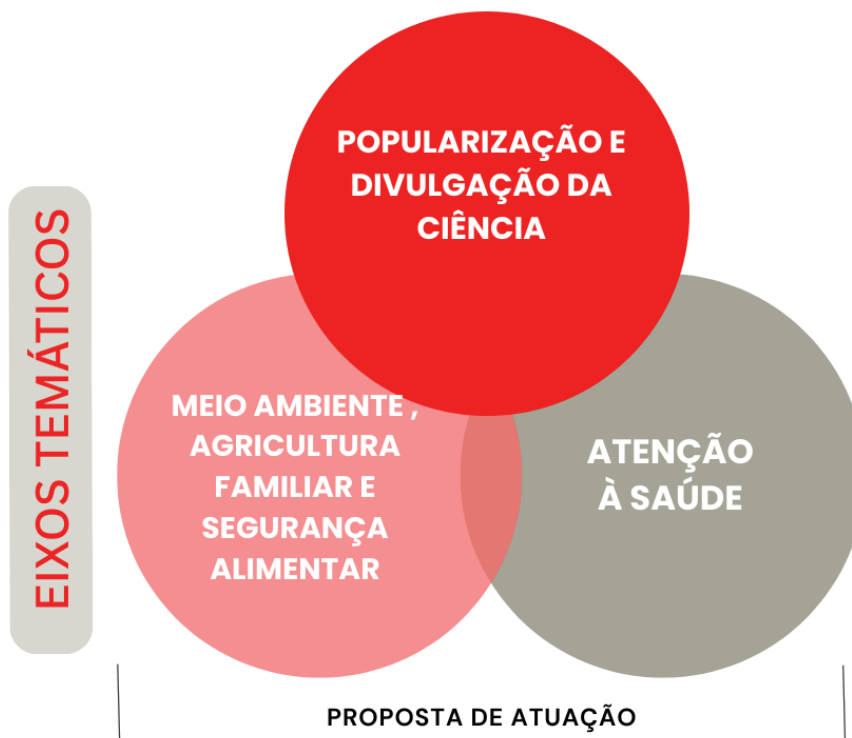 EIXOS TEMÁTICOS
POPULARIZAÇÃO E
DIVULGAÇÃO DA
CIÊNCIA
MEIO AMBIENTE ,
AGRICULTURA
FAMILIAR E
SEGURANÇA
ALIMENTAR
ATENÇÃO
À SAÚDE
PROPOSTA DE ATUAÇÃO